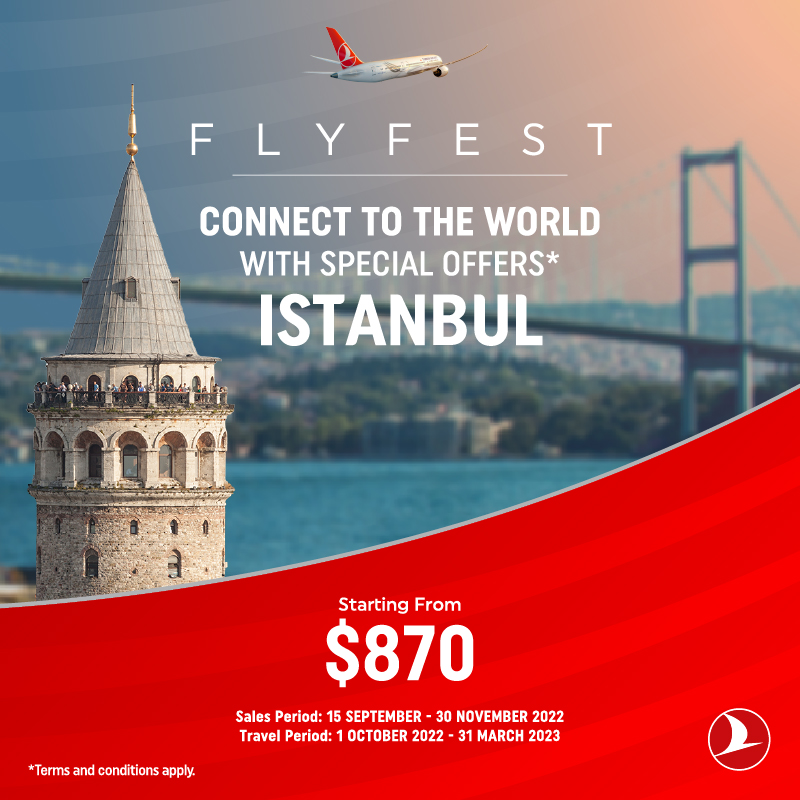 FLYFEST
CONNECT TO THE WORLD
WITH SPECIAL OFFERS*
ISTANBUL
Starting From
$870
Sales Period: 15 SEPTEMBER - 30 NOVEMBER 2022
Travel Period: 1 OCTOBER 2022 - 31 MARCH 2023
*Terms and conditions apply.